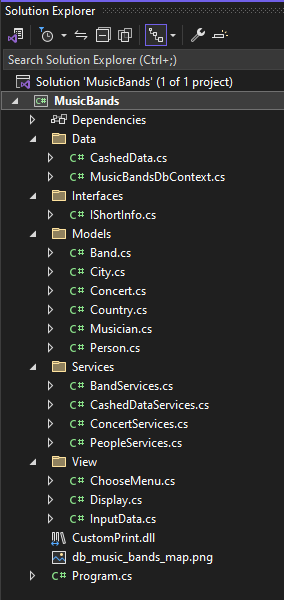 Solution Explorer
Search Solution Explorer (Ctrl+;)
Solution 'MusicBands' (1 of 1 project)
C# MusicBands
Dependencies
Data
C# CashedData.cs
C# MusicBandsDbContext.cs
Interfaces
C# IShortInfo.cs
Models
C# Band.cs
C# City.cs
C# Concert.cs
C# Country.cs
C# Musician.cs
C# Person.cs
Services
C# BandServices.cs
C# CashedDataServices.cs
C# ConcertServices.cs
C# PeopleServices.cs
View
C# ChooseMenu.cs
C# Display.cs
C# InputData.cs
CustomPrint.dll
db_music_bands_map.png
C# Program.cs